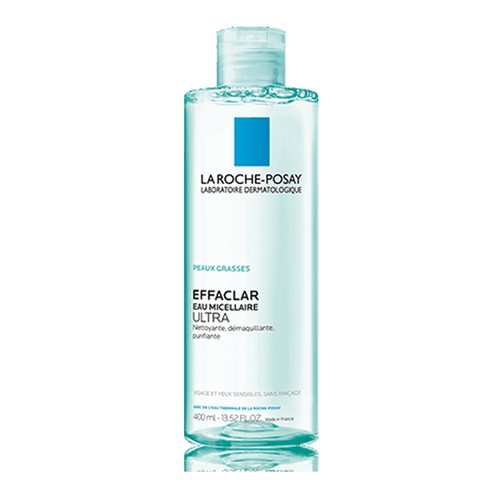 LA ROCHE-POSAY
LABORATOIRE DERMATOLOGIQUE
PEAUX GRASSES
EFFACLAR
EAU MICELLAIRE
ULTRA
Nettoyante, démaquillante,
purifiante
VISAGE ET YEUX SENSIBLES, SANS RINÇAGE
AVEC DE L'EAU THERMALE DE LA ROCHE-POSAY
400 ml - 13.52 FL.OZ. Made in France